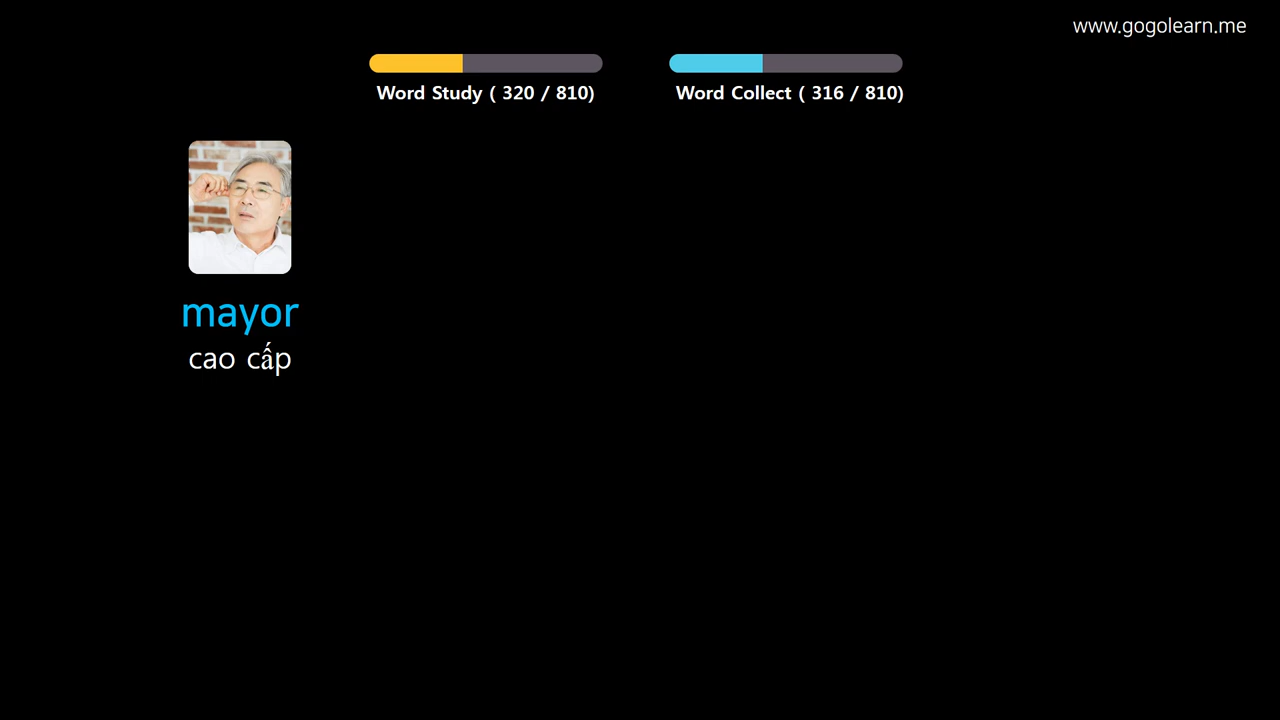 www.gogolearn.me
Word Study ( 320 / 810)
Word Collect ( 316 / 810)
mayor
cao cấp